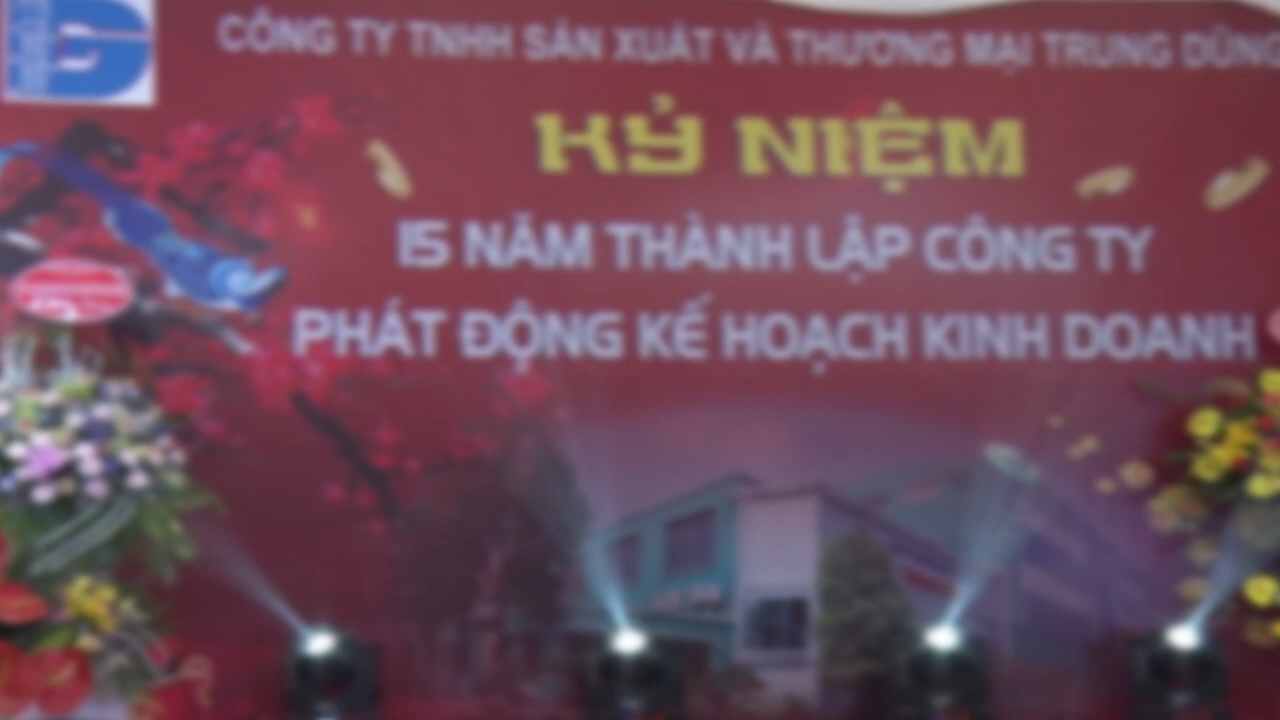 CÔNG TY TNHH SẢN XUẤT VÀ THƯƠNG MẠI TRUNG DŨNG
KỶ NIỆM
15 NĂM THÀNH LẬP CÔNG TY
PHÁT ĐỘNG KẾ HOẠCH KINH DOANH